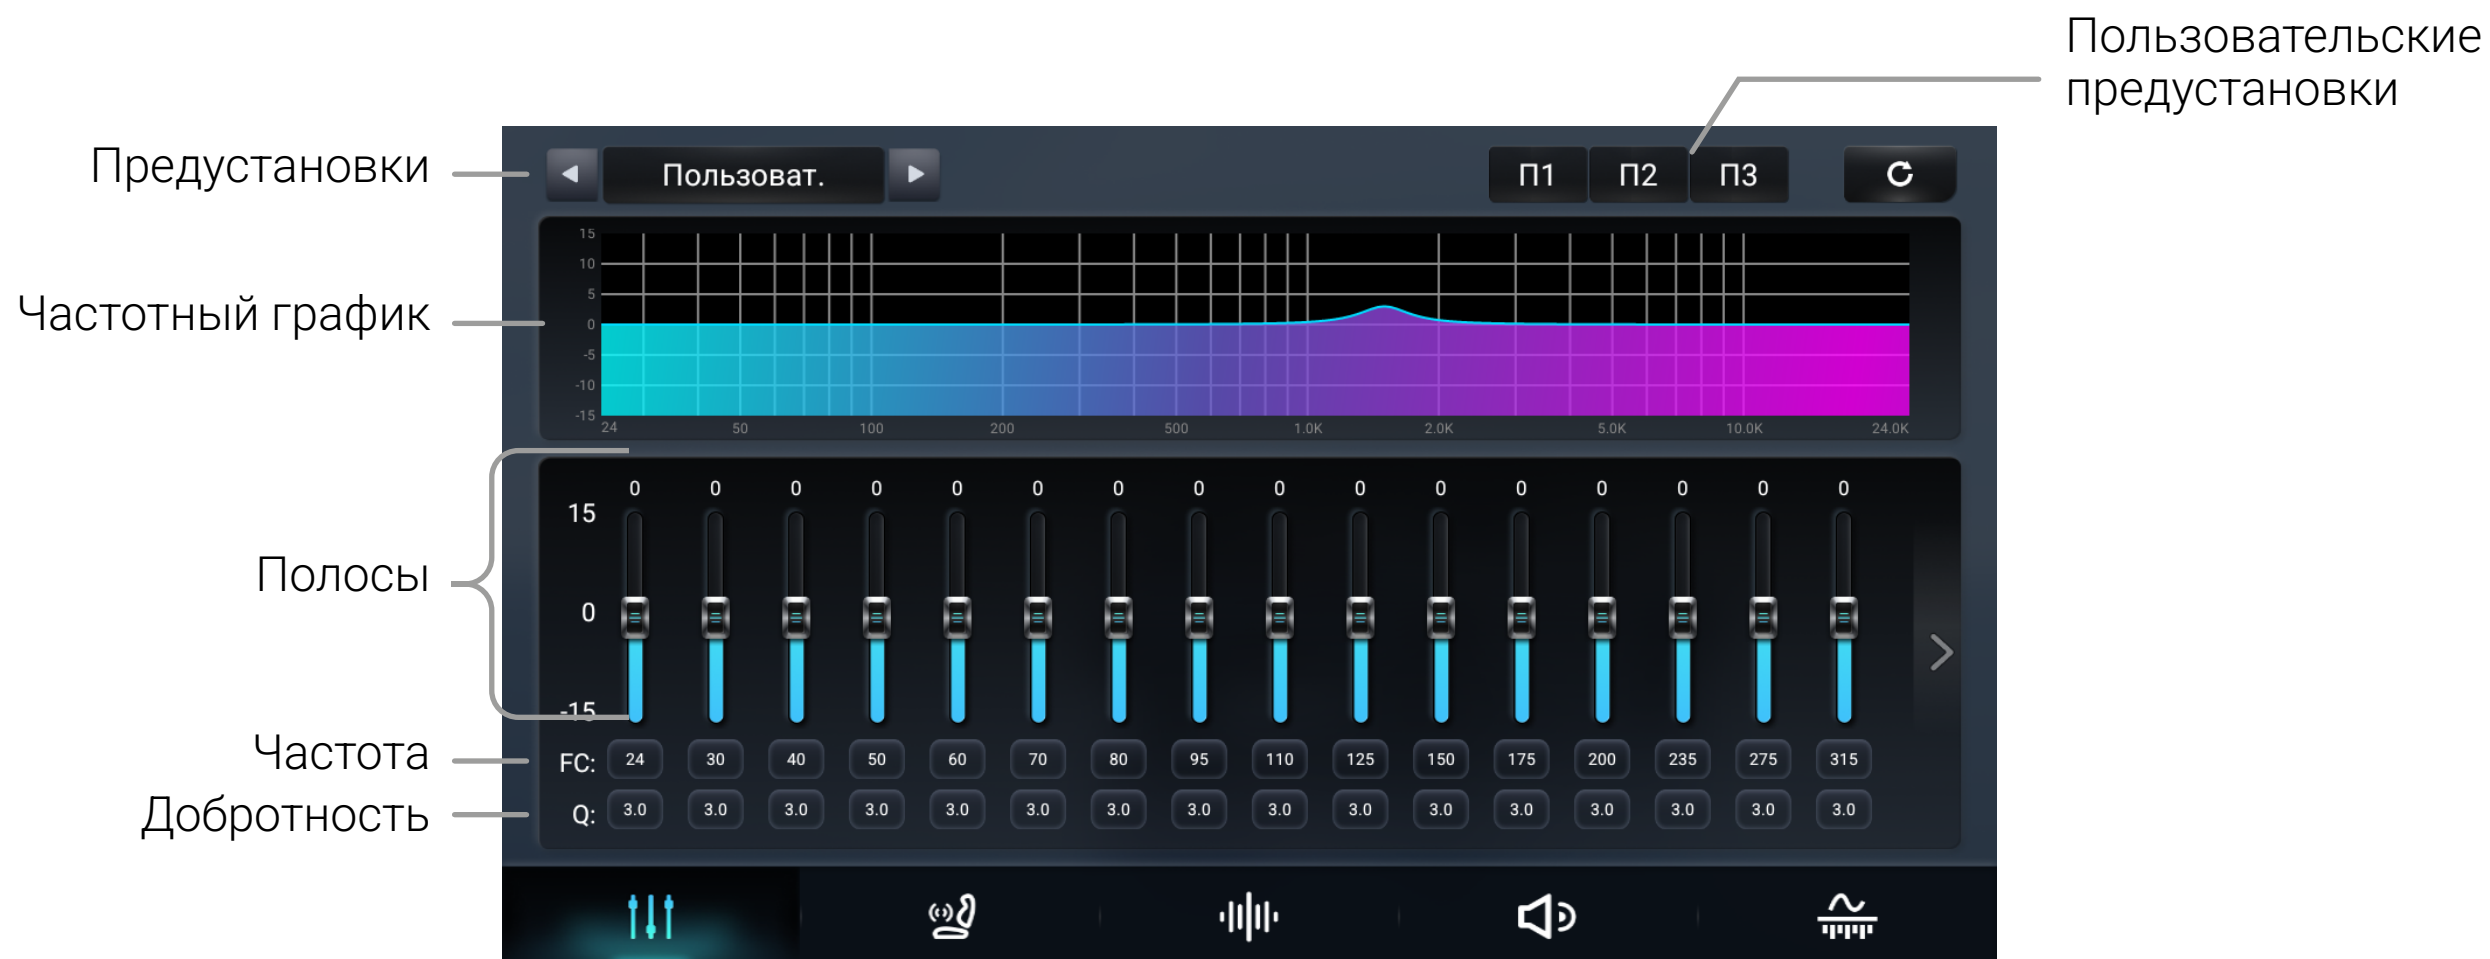 Пользовательские
предустановки
Предустановки
Пользоват.
П1 П2 П3
Частотный график
15
10
5
0
-5
-10
-15
24 50 100 200 500 1.0K 2.0K 5.0K 10.0K 24.0K
Полосы
0 0 0 0 0 0 0 0 0 0 0 0 0 0 0 0
15
0
-15
Частота
FC: 24 30 40 50 60 70 80 95 110 125 150 175 200 235 275 315
Добротность
Q: 3.0 3.0 3.0 3.0 3.0 3.0 3.0 3.0 3.0 3.0 3.0 3.0 3.0 3.0 3.0 3.0